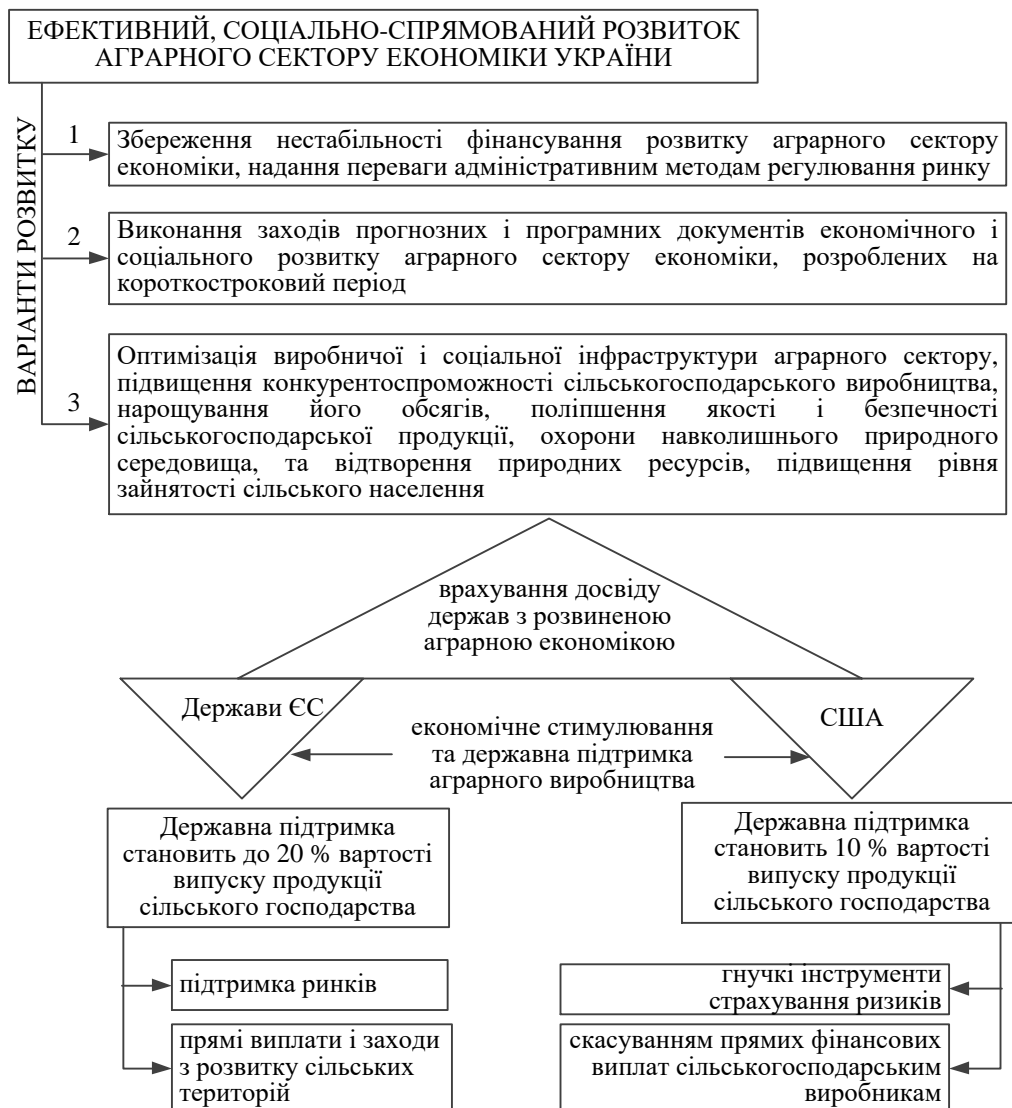 ЕФЕКТИВНИЙ, СОЦІАЛЬНО-СПРЯМОВАНИЙ РОЗВИТОК
АГРАРНОГО СЕКТОРУ ЕКОНОМІКИ УКРАЇНИ
ВАРІАНТИ РОЗВИТКУ
1
Збереження нестабільності фінансування розвитку аграрного сектору
економіки, надання переваги адміністративним методам регулювання ринку
2
Виконання заходів прогнозних і програмних документів економічного і
соціального розвитку аграрного сектору економіки, розроблених на
короткостроковий період
3
Оптимізація виробничої і соціальної інфраструктури аграрного сектору,
підвищення конкурентоспроможності сільськогосподарського виробництва,
нарощування його обсягів, поліпшення якості і безпечності
сільськогосподарської продукції, охорони навколишнього природного
середовища, та відтворення природних ресурсів, підвищення рівня
зайнятості сільського населення
врахування досвіду
держав з розвиненою
аграрною економікою
Держави ЄС
США
економічне стимулювання
та державна підтримка
аграрного виробництва
Державна підтримка
становить до 20 % вартості
випуску продукції
сільського господарства
Державна підтримка
становить 10 % вартості
випуску продукції
сільського господарства
підтримка ринків
гнучкі інструменти
страхування ризиків
прямі виплати і заходи
з розвитку сільських
територій
скасуванням прямих фінансових
виплат сільськогосподарським
виробникам